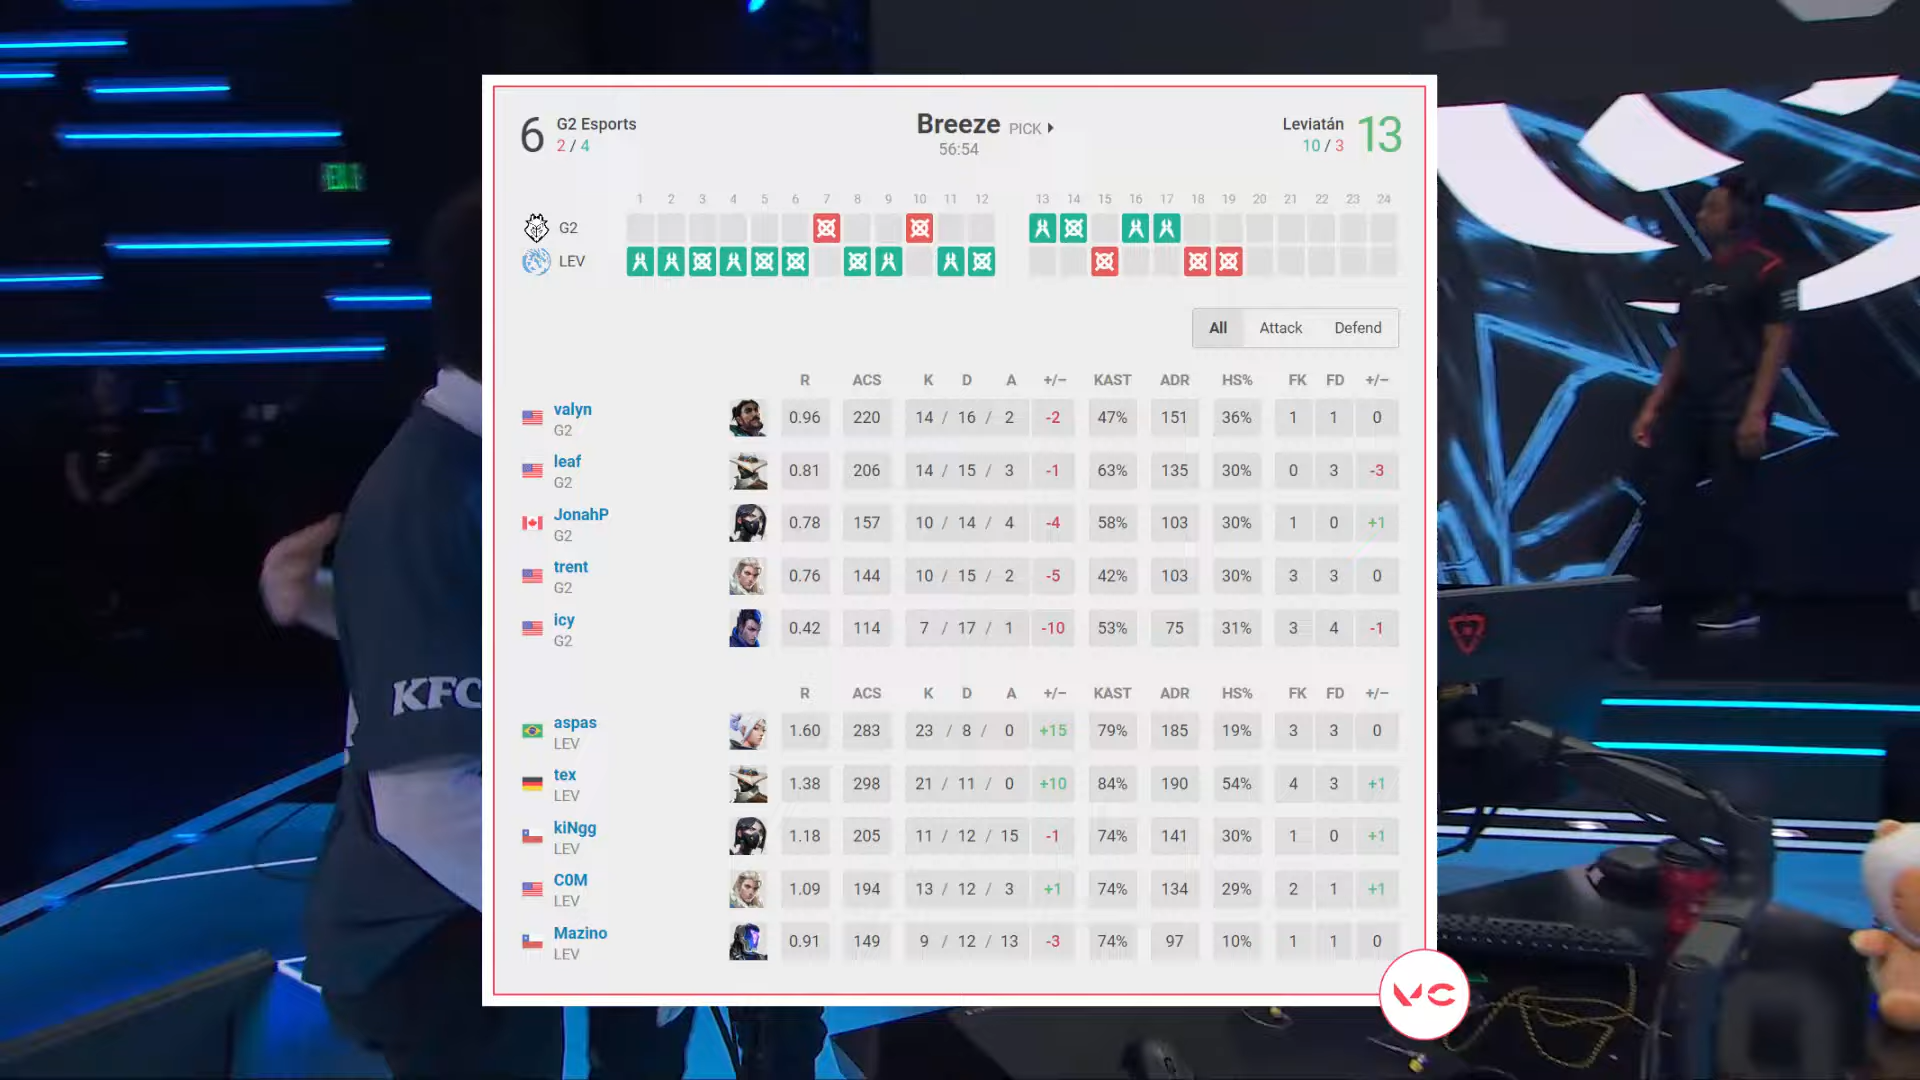 6 G2 Esports Breeze PICK Leviatán 13
2 / 4 56:54 10 / 3
1 2 3 4 5 6 7 8 9 10 11 12 13 14 15 16 17 18 19 20 21 22 23 24
G2
LEV
All Attack Defend
R ACS K D A +/– KAST ADR HS% FK FD +/–
valyn G2 0.96 220 14 / 16 / 2 -2 47% 151 36% 1 1 0
leaf G2 0.81 206 14 / 15 / 3 -1 63% 135 30% 0 3 -3
JonahP G2 0.78 157 10 / 14 / 4 -4 58% 103 30% 1 0 +1
trent G2 0.76 144 10 / 15 / 2 -5 42% 103 30% 3 3 0
icy G2 0.42 114 7 / 17 / 1 -10 53% 75 31% 3 4 -1
R ACS K D A +/– KAST ADR HS% FK FD +/–
aspas LEV 1.60 283 23 / 8 / 0 +15 79% 185 19% 3 3 0
tex LEV 1.38 298 21 / 11 / 0 +10 84% 190 54% 4 3 +1
kiNgg LEV 1.18 205 11 / 12 / 15 -1 74% 141 30% 1 0 +1
C0M LEV 1.09 194 13 / 12 / 3 +1 74% 134 29% 2 1 +1
Mazino LEV 0.91 149 9 / 12 / 13 -3 74% 97 10% 1 1 0
EXIT
KFC
VC